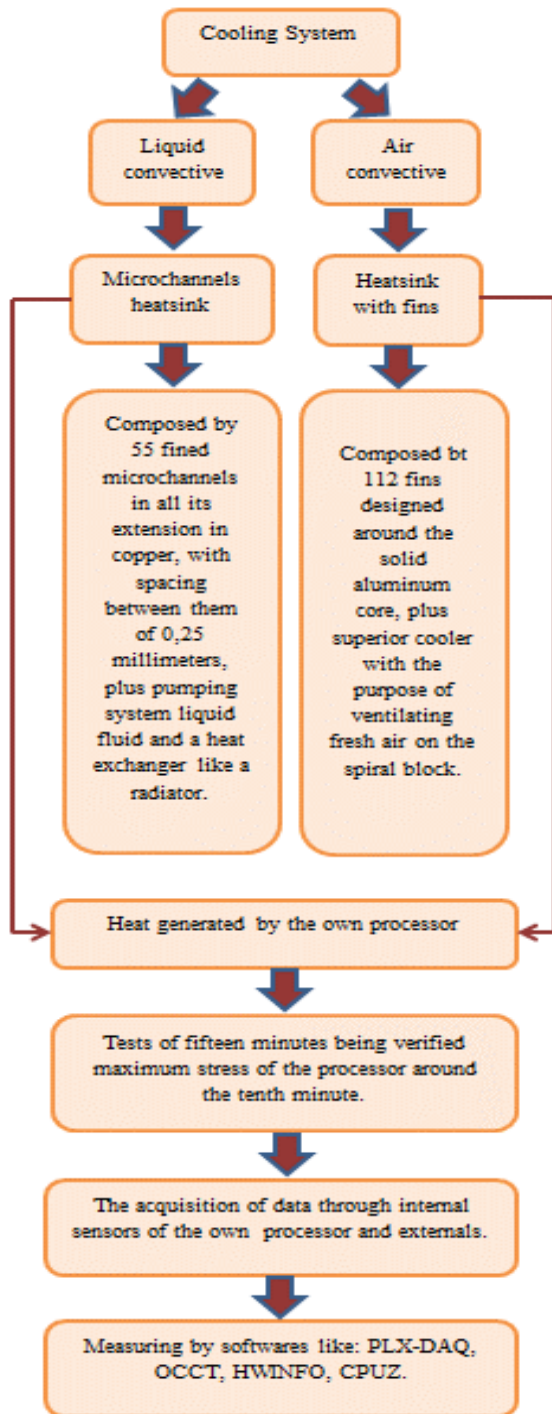 Cooling System
Liquid
convective
Air
convective
Microchannels
heatsink
Heatsink
with fins
Composed by
55 fined
microchannels
in all its
extension in
copper, with
spacing
between them
of 0,25
millimeters,
plus pumping
system liquid
fluid and a heat
exchanger like a
radiator.
Composed bt
112 fins
designed
around the
solid
aluminum
core, plus
superior cooler
with the
purpose of
ventilating
fresh air on the
spiral block.
Heat generated by the own processor
Tests of fifteen minutes being verified
maximum stress of the processor around
the tenth minute.
The acquisition of data through internal
sensors of the own processor and externals.
Measuring by softwares like: PLX-DAQ,
OCCT, HWINFO, CPUZ.